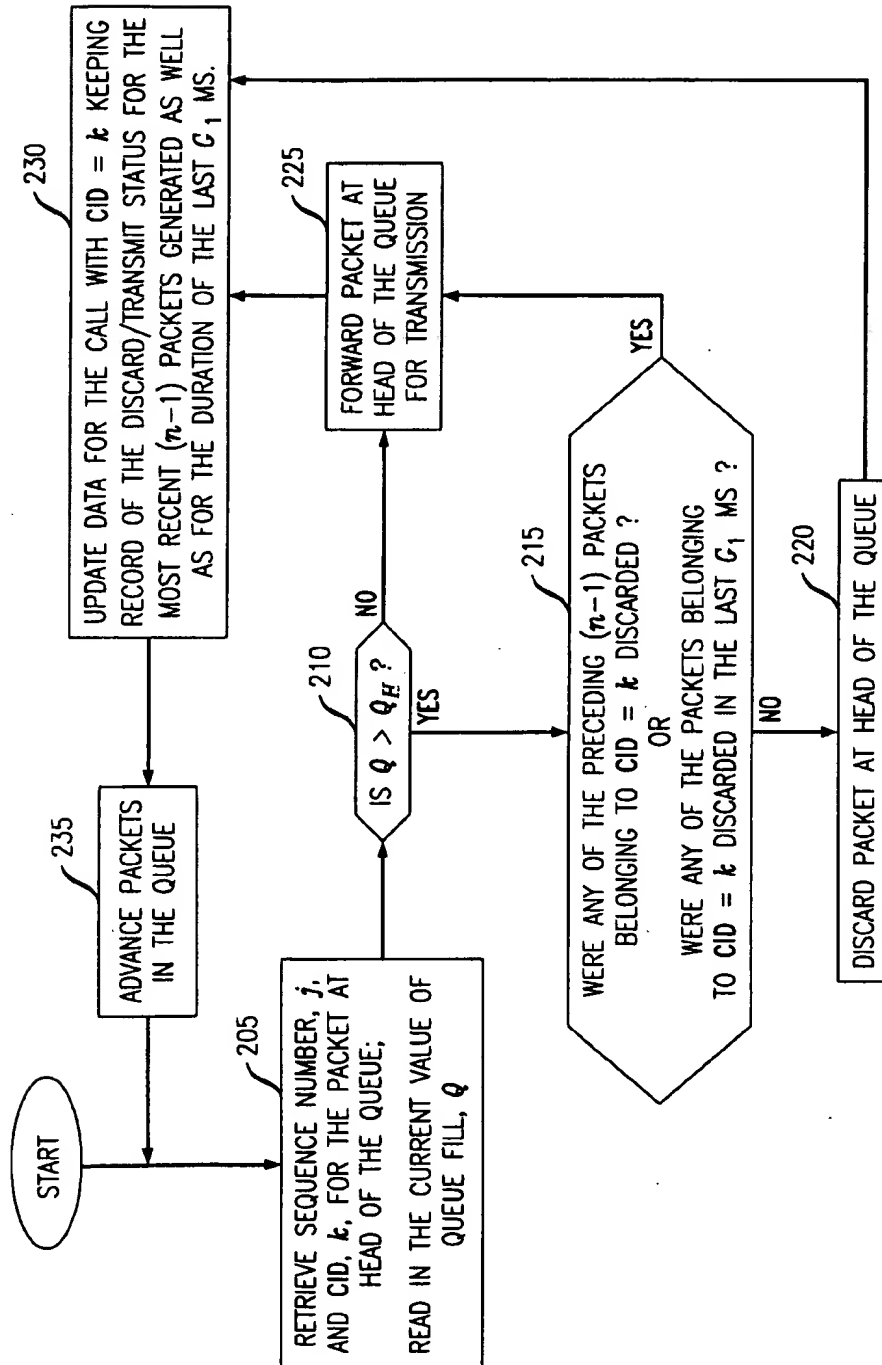 START
205
RETRIEVE SEQUENCE NUMBER, j,
AND CID, k, FOR THE PACKET AT
HEAD OF THE QUEUE;
READ IN THE CURRENT VALUE OF
QUEUE FILL, Q
210
IS Q > Q_H ?
NO
YES
215
WERE ANY OF THE PRECEDING (n-1) PACKETS
BELONGING TO CID = k DISCARDED ?
OR
WERE ANY OF THE PACKETS BELONGING
TO CID = k DISCARDED IN THE LAST G_1 MS ?
YES
NO
220
DISCARD PACKET AT HEAD OF THE QUEUE
225
FORWARD PACKET AT
HEAD OF THE QUEUE
FOR TRANSMISSION
230
UPDATE DATA FOR THE CALL WITH CID = k KEEPING
RECORD OF THE DISCARD/TRANSMIT STATUS FOR THE
MOST RECENT (n-1) PACKETS GENERATED AS WELL
AS FOR THE DURATION OF THE LAST G_1 MS.
235
ADVANCE PACKETS
IN THE QUEUE